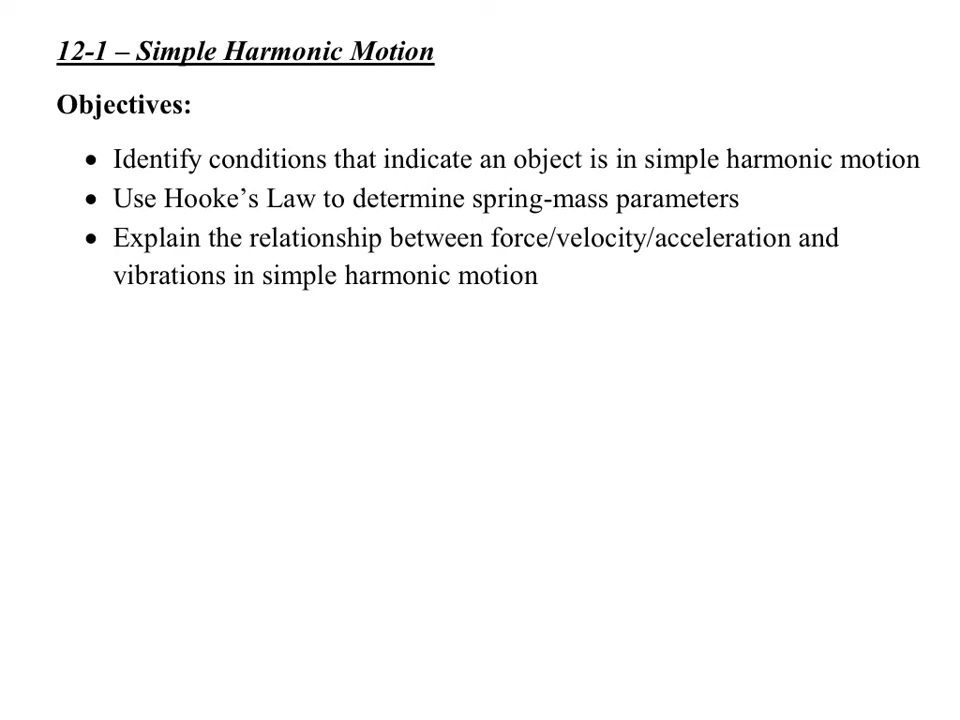 12-1 – Simple Harmonic Motion
Objectives:
• Identify conditions that indicate an object is in simple harmonic motion
• Use Hooke’s Law to determine spring-mass parameters
• Explain the relationship between force/velocity/acceleration and
vibrations in simple harmonic motion